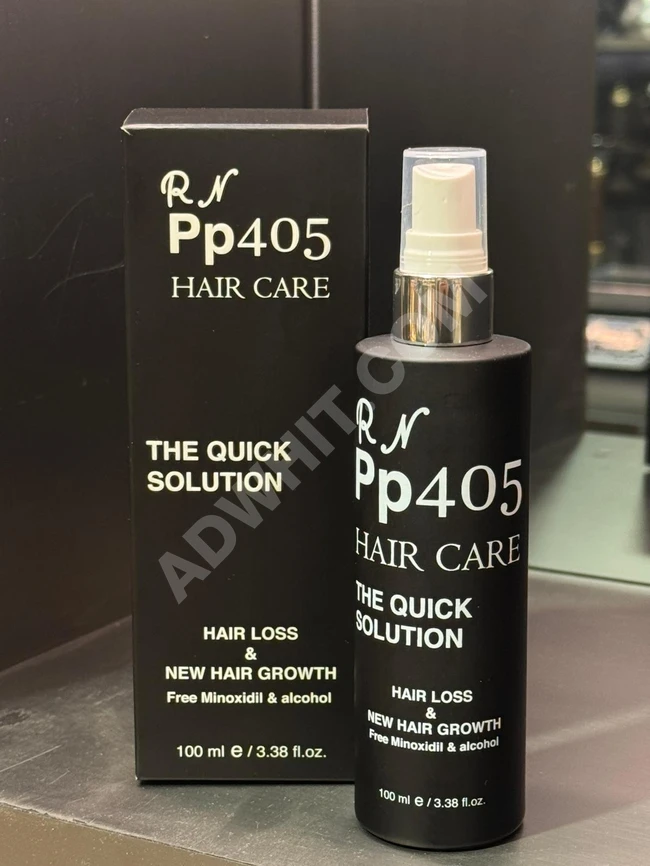 R N
Pp405
HAIR CARE
THE QUICK
SOLUTION
HAIR LOSS
&
NEW HAIR GROWTH
Free Minoxidil & alcohol
100 ml e / 3.38 fl.oz.
R N
Pp405
HAIR CARE
THE QUICK
SOLUTION
HAIR LOSS
&
NEW HAIR GROWTH
Free Minoxidil & alcohol
100 ml e / 3.38 fl.oz.
ADWHIT.COM